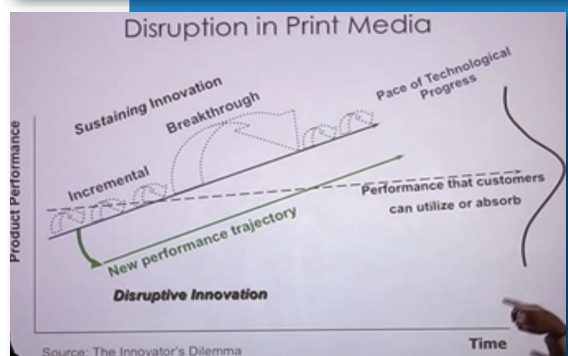 Disruption in Print Media
Sustaining Innovation
Breakthrough
Pace of Technological
Progress
Incremental
Product Performance
Performance that customers
can utilize or absorb
New performance trajectory
Disruptive Innovation
Time
Source: The Innovator's Dilemma